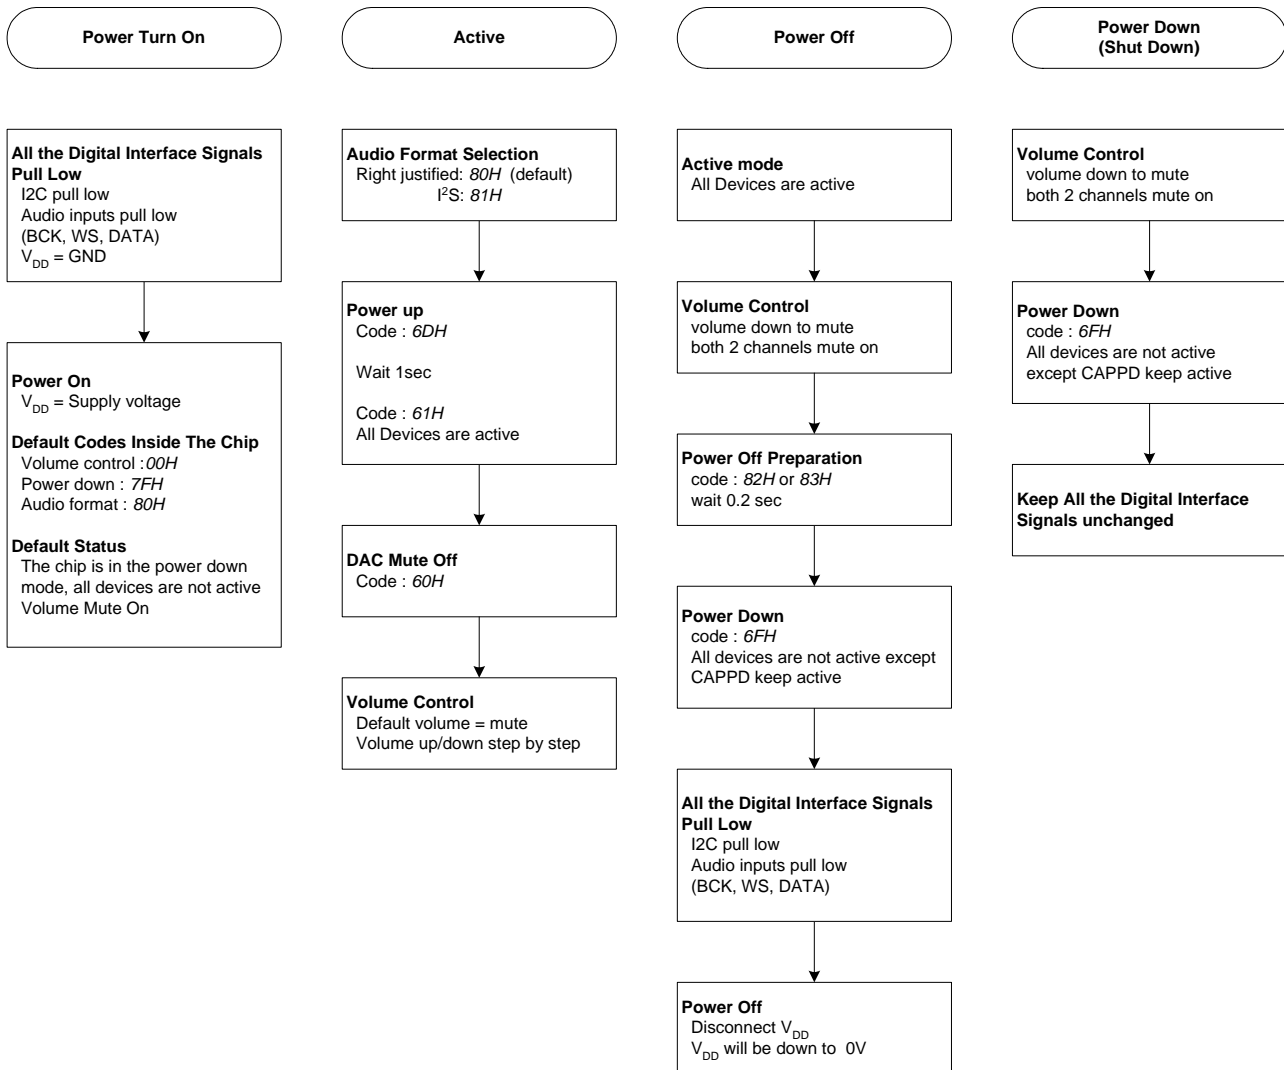 Power Turn On
All the Digital Interface Signals
Pull Low
I2C pull low
Audio inputs pull low
(BCK, WS, DATA)
VDD = GND
Power On
VDD = Supply voltage
Default Codes Inside The Chip
Volume control :00H
Power down : 7FH
Audio format : 80H
Default Status
The chip is in the power down
mode, all devices are not active
Volume Mute On
Active
Audio Format Selection
Right justified: 80H (default)
I²S: 81H
Power up
Code : 6DH
Wait 1sec
Code : 61H
All Devices are active
DAC Mute Off
Code : 60H
Volume Control
Default volume = mute
Volume up/down step by step
Power Off
Active mode
All Devices are active
Volume Control
volume down to mute
both 2 channels mute on
Power Off Preparation
code : 82H or 83H
wait 0.2 sec
Power Down
code : 6FH
All devices are not active except
CAPPD keep active
All the Digital Interface Signals
Pull Low
I2C pull low
Audio inputs pull low
(BCK, WS, DATA)
Power Off
Disconnect VDD
VDD will be down to 0V
Power Down
(Shut Down)
Volume Control
volume down to mute
both 2 channels mute on
Power Down
code : 6FH
All devices are not active
except CAPPD keep active
Keep All the Digital Interface
Signals unchanged